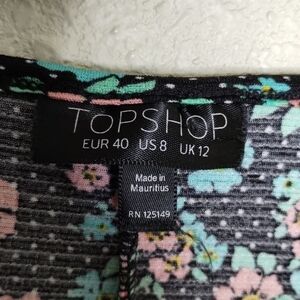 TOPSHOP
EUR 40 US 8 UK 12
Made in
Mauritius
RN 125149